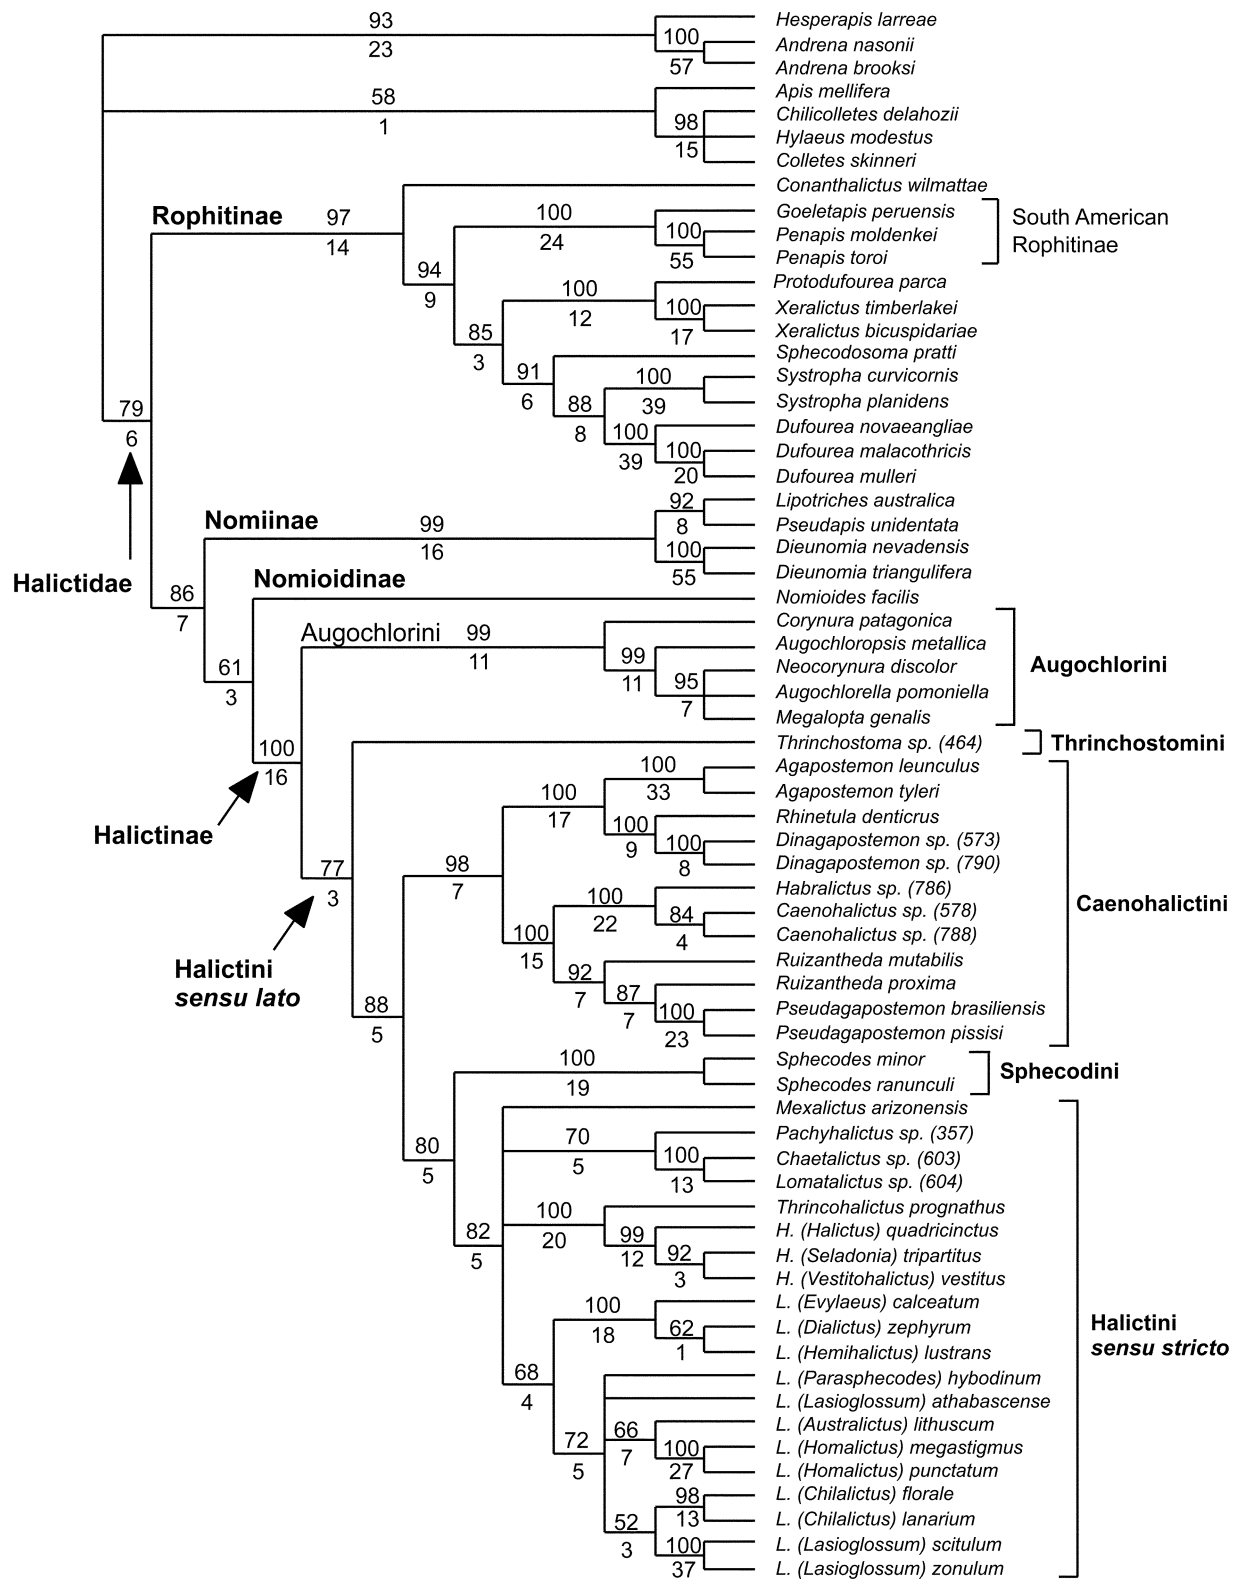 93
23
Hesperapis larreae
100
57
Andrena nasonii
Andrena brooksi
58
1
Apis mellifera
98
15
Chilicolletes delahozii
Hylaeus modestus
Colletes skinneri
Rophitinae
97
14
Conanthalictus wilmattae
94
9
100
24
Goeletapis peruensis
100
55
Penapis moldenkei
Penapis toroi
South American
Rophitinae
85
3
100
12
Protodufourea parca
100
17
Xeralictus timberlakei
Xeralictus bicuspidariae
91
6
Sphecodosoma pratti
88
8
100
39
Systropha curvicornis
Systropha planidens
100
39
Dufourea novaeangliae
100
20
Dufourea malacothricis
Dufourea mulleri
79
6
Halictidae
86
7
Nomiinae
99
16
92
8
Lipotriches australica
Pseudapis unidentata
100
55
Dieunomia nevadensis
Dieunomia triangulifera
61
3
Nomioidinae
Nomioides facilis
100
16
Halictinae
Augochlorini
99
11
Corynura patagonica
99
11
Augochloropsis metallica
95
7
Neocorynura discolor
Augochlorella pomoniella
Megalopta genalis
Augochlorini
77
3
Halictini
sensu lato
Thrinchostoma sp. (464)
Thrinchostomini
88
5
98
7
100
17
100
33
Agapostemon leunculus
Agapostemon tyleri
100
9
Rhinetula denticrus
100
8
Dinagapostemon sp. (573)
Dinagapostemon sp. (790)
100
15
100
22
Habralictus sp. (786)
84
4
Caenohalictus sp. (578)
Caenohalictus sp. (788)
92
7
Ruizantheda mutabilis
87
7
Ruizantheda proxima
100
23
Pseudagapostemon brasiliensis
Pseudagapostemon pissisi
Caenohalictini
80
5
100
19
Sphecodes minor
Sphecodes ranunculi
Sphecodini
82
5
Mexalictus arizonensis
70
5
Pachyhalictus sp. (357)
100
13
Chaetalictus sp. (603)
Lomatalictus sp. (604)
100
20
Thrincohalictus prognathus
99
12
H. (Halictus) quadricinctus
92
3
H. (Seladonia) tripartitus
H. (Vestitohalictus) vestitus
68
4
100
18
L. (Evylaeus) calceatum
62
1
L. (Dialictus) zephyrum
L. (Hemihalictus) lustrans
72
5
L. (Parasphecodes) hybodinum
L. (Lasioglossum) athabascense
66
7
L. (Australictus) lithuscum
100
27
L. (Homalictus) megastigmus
L. (Homalictus) punctatum
52
3
98
13
L. (Chilalictus) florale
L. (Chilalictus) lanarium
100
37
L. (Lasioglossum) scitulum
L. (Lasioglossum) zonulum
Halictini
sensu stricto